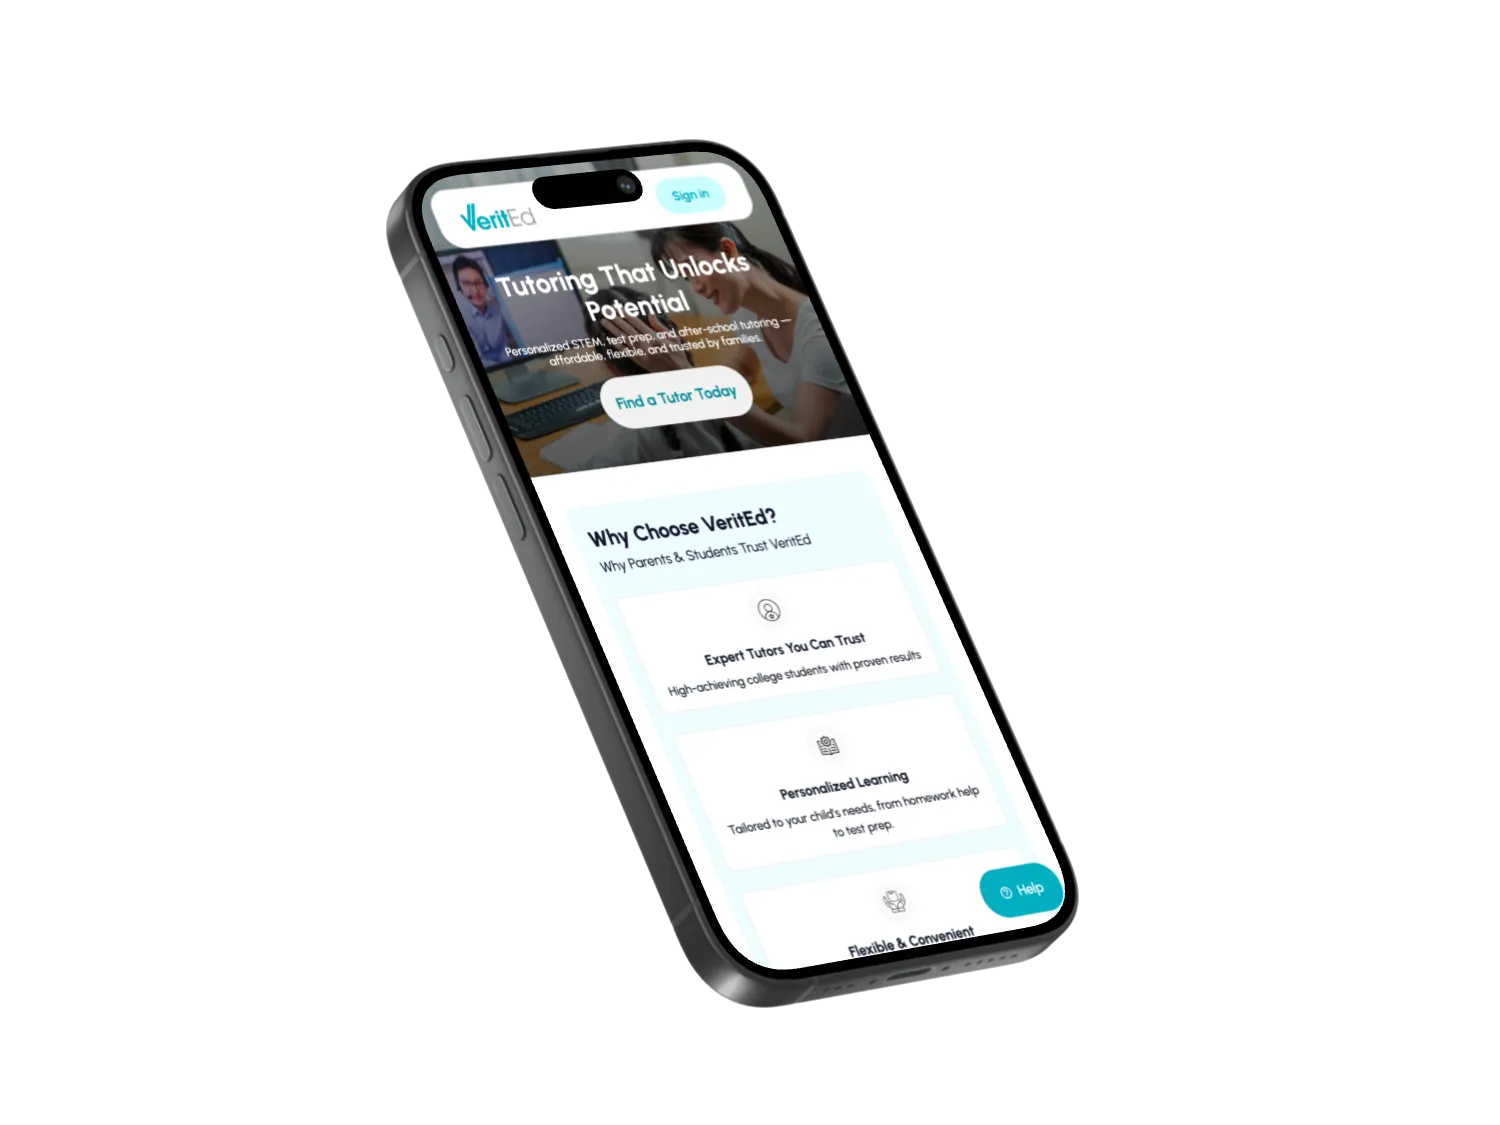 VeritEd
Sign in
Tutoring That Unlocks
Potential
Personalized STEM, test prep, and after-school tutoring —
affordable, flexible, and trusted by families.
Find a Tutor Today
Why Choose VeritEd?
Why Parents & Students Trust VeritEd
Expert Tutors You Can Trust
High-achieving college students with proven results
Personalized Learning
Tailored to your child's needs, from homework help
to test prep.
Help
Flexible & Convenient